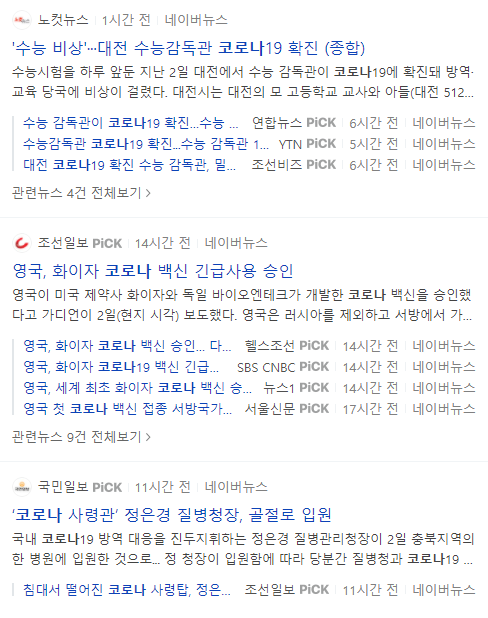 노컷뉴스 1시간 전 네이버뉴스
'수능 비상'…대전 수능감독관 코로나19 확진 (종합)
수능시험을 하루 앞둔 지난 2일 대전에서 수능 감독관이 코로나19에 확진돼 방역·
교육 당국에 비상이 걸렸다. 대전시는 대전의 모 고등학교 교사와 아들(대전 512...
수능 감독관이 코로나19 확진...수능 ... 연합뉴스 PiCK 6시간 전 네이버뉴스
수능감독관 코로나19 확진...수능 감독관 1... YTN PiCK 5시간 전 네이버뉴스
대전 코로나19 확진 수능 감독관, 밀... 조선비즈 PiCK 6시간 전 네이버뉴스
관련뉴스 4건 전체보기 >
조선일보 PiCK 14시간 전 네이버뉴스
영국, 화이자 코로나 백신 긴급사용 승인
영국이 미국 제약사 화이자와 독일 바이오엔테크가 개발한 코로나 백신을 승인했
다고 가디언이 2일(현지 시각) 보도했다. 영국은 러시아를 제외하고 서방에서 가...
영국, 화이자 코로나 백신 승인... 다... 헬스조선 PiCK 14시간 전 네이버뉴스
영국, 화이자 코로나19 백신 긴급... SBS CNBC PiCK 14시간 전 네이버뉴스
영국, 세계 최초 화이자 코로나 백신 승... 뉴스1 PiCK 14시간 전 네이버뉴스
영국 첫 코로나 백신 접종 서방국가... 서울신문 PiCK 17시간 전 네이버뉴스
관련뉴스 9건 전체보기 >
국민일보 PiCK 11시간 전 네이버뉴스
‘코로나 사령관’ 정은경 질병청장, 골절로 입원
국내 코로나19 방역 대응을 진두지휘하는 정은경 질병관리청장이 2일 충북지역의
한 병원에 입원한 것으로... 정 청장이 입원함에 따라 당분간 질병청과 코로나19 ...
침대서 떨어진 코로나 사령탑, 정은... 조선일보 PiCK 11시간 전 네이버뉴스